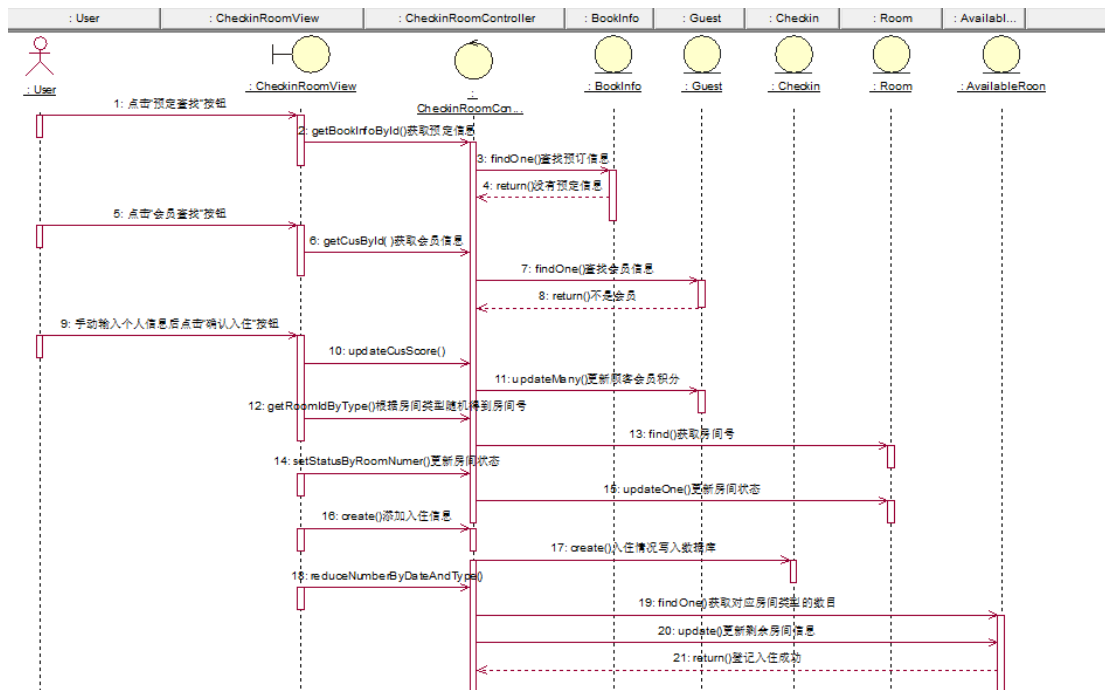 : User
: CheckinRoomView
: CheckinRoomController
: BookInfo
: Guest
: Checkin
: Room
: Availabl...
: User
: CheckinRoomView
:
CheckinRoomCon...
: BookInfo
: Guest
: Checkin
: Room
: AvailableRoon
1: 点击“预定查找”按钮
2: getBookInfoById()获取预定信息
3: findOne()查找预订信息
4: return()没有预定信息
5: 点击“会员查找”按钮
6: getCusById( )获取会员信息
7: findOne()查找会员信息
8: return()不是会员
9: 手动输入个人信息后点击“确认入住”按钮
10: updateCusScore()
11: updateMany()更新顾客会员积分
12: getRoomIdByType()根据房间类型随机得到房间号
13: find()获取房间号
14: setStatusByRoomNumer()更新房间状态
15: updateOne()更新房间状态
16: create()添加入住信息
17: create()入住情况写入数据库
18: reduceNumberByDateAndType()
19: findOne()获取对应房间类型的数目
20: update()更新剩余房间信息
21: return()登记入住成功